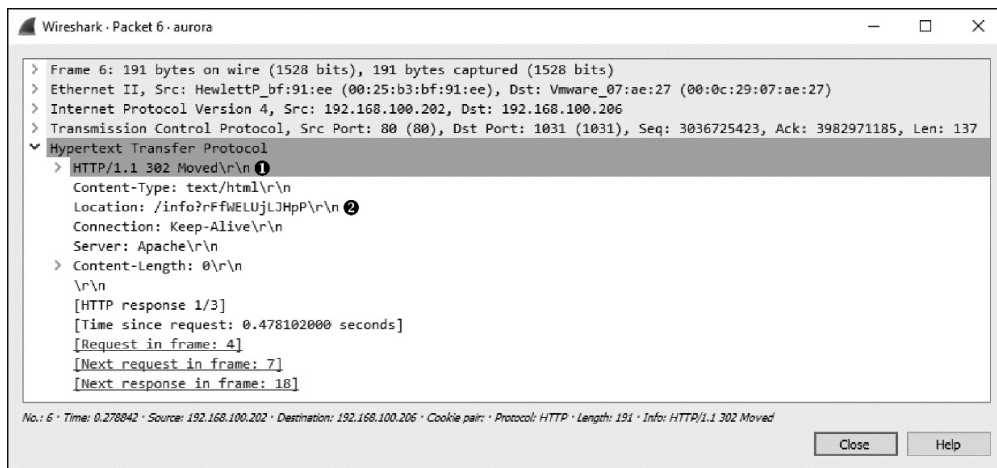 Wireshark · Packet 6 · aurora
> Frame 6: 191 bytes on wire (1528 bits), 191 bytes captured (1528 bits)
> Ethernet II, Src: HewlettP_bf:91:ee (00:25:b3:bf:91:ee), Dst: Vmware_07:ae:27 (00:0c:29:07:ae:27)
> Internet Protocol Version 4, Src: 192.168.100.202, Dst: 192.168.100.206
> Transmission Control Protocol, Src Port: 80 (80), Dst Port: 1031 (1031), Seq: 3036725423, Ack: 3982971185, Len: 137
Hypertext Transfer Protocol
> HTTP/1.1 302 Moved\r\n ❶
Content-Type: text/html\r\n
Location: /info?rFfWELUjLJHpP\r\n ❷
Connection: Keep-Alive\r\n
Server: Apache\r\n
> Content-Length: 0\r\n
\r\n
[HTTP response 1/3]
[Time since request: 0.478102000 seconds]
[Request in frame: 4]
[Next request in frame: 7]
[Next response in frame: 18]
No.: 6 · Time: 0.278842 · Source: 192.168.100.202 · Destination: 192.168.100.206 · Cookie pair: · Protocol: HTTP · Length: 191 · Info: HTTP/1.1 302 Moved
Close Help